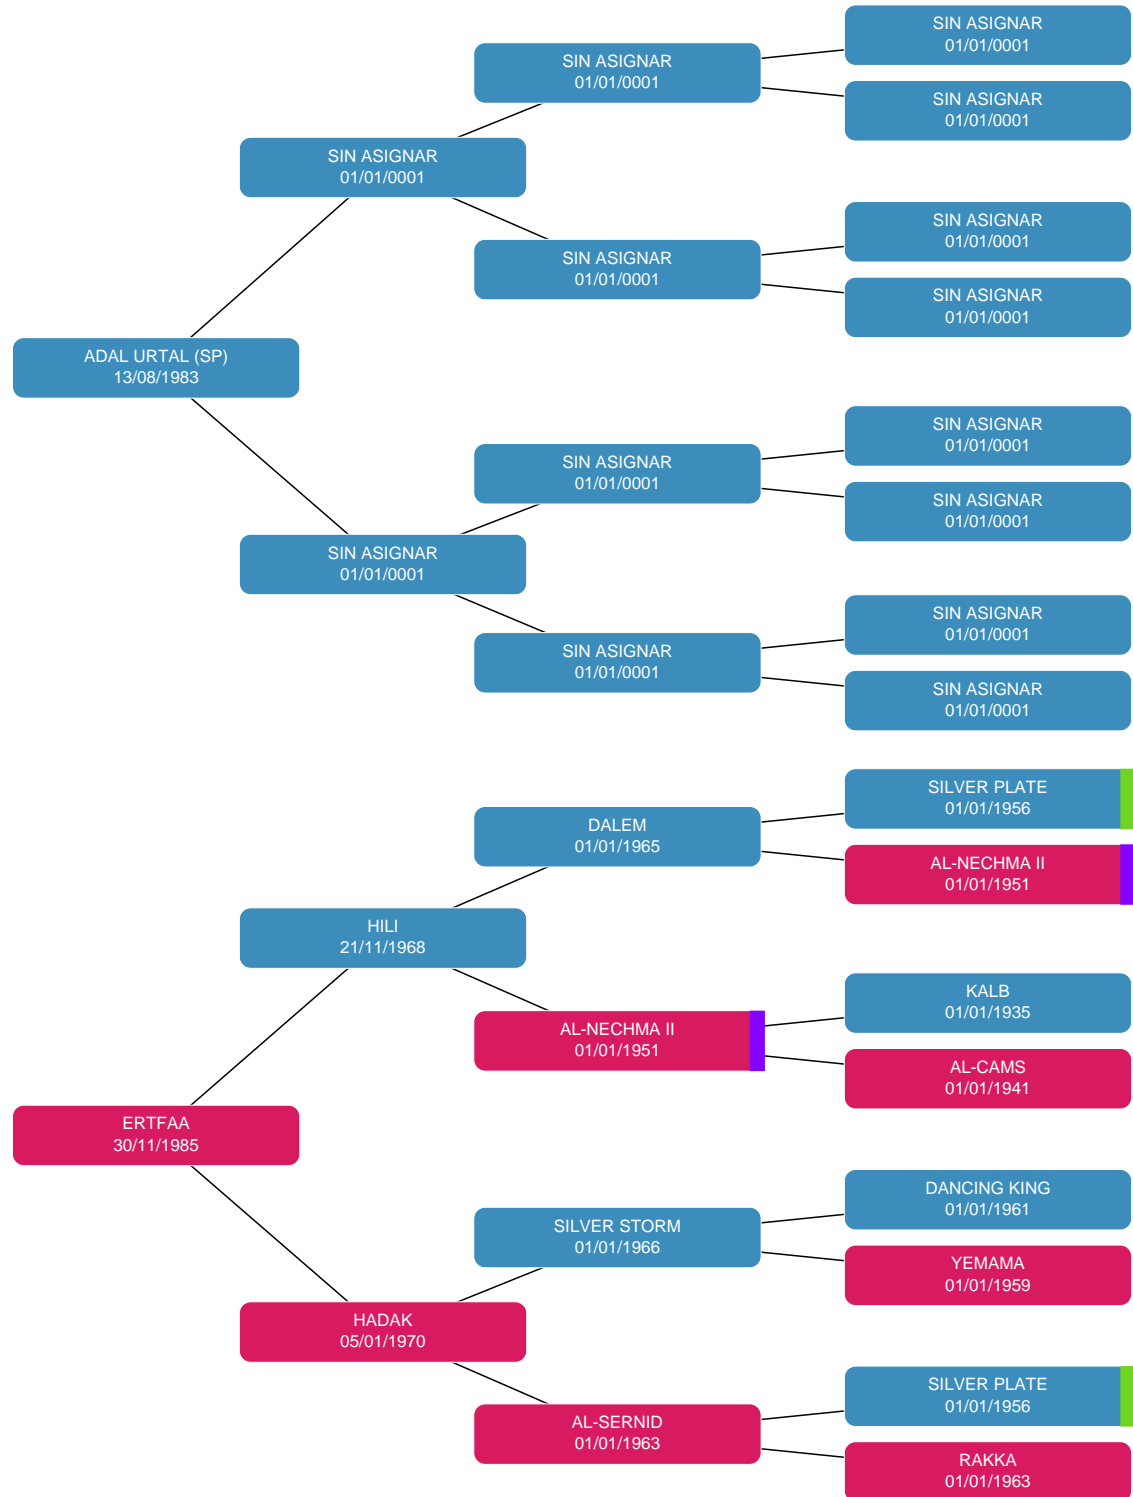 SIN ASIGNAR
01/01/0001
SIN ASIGNAR
01/01/0001
SIN ASIGNAR
01/01/0001
SIN ASIGNAR
01/01/0001
SIN ASIGNAR
01/01/0001
SIN ASIGNAR
01/01/0001
SIN ASIGNAR
01/01/0001
ADAL URTAL (SP)
13/08/1983
SIN ASIGNAR
01/01/0001
SIN ASIGNAR
01/01/0001
SIN ASIGNAR
01/01/0001
SIN ASIGNAR
01/01/0001
SIN ASIGNAR
01/01/0001
SIN ASIGNAR
01/01/0001
SIN ASIGNAR
01/01/0001
SILVER PLATE
01/01/1956
DALEM
01/01/1965
AL-NECHMA II
01/01/1951
HILI
21/11/1968
KALB
01/01/1935
AL-NECHMA II
01/01/1951
AL-CAMS
01/01/1941
ERTFAA
30/11/1985
DANCING KING
01/01/1961
SILVER STORM
01/01/1966
YEMAMA
01/01/1959
HADAK
05/01/1970
SILVER PLATE
01/01/1956
AL-SERNID
01/01/1963
RAKKA
01/01/1963